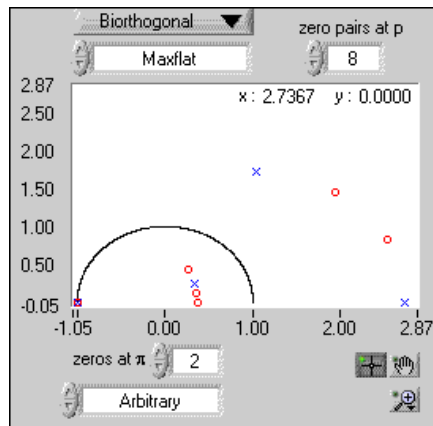 Biorthogonal
zero pairs at p
Maxflat
8
x: 2.7367 y: 0.0000
2.87
2.50
2.00
1.50
1.00
0.50
-0.05
-1.05 0.00 1.00 2.00 2.87
zeros at π 2
Arbitrary